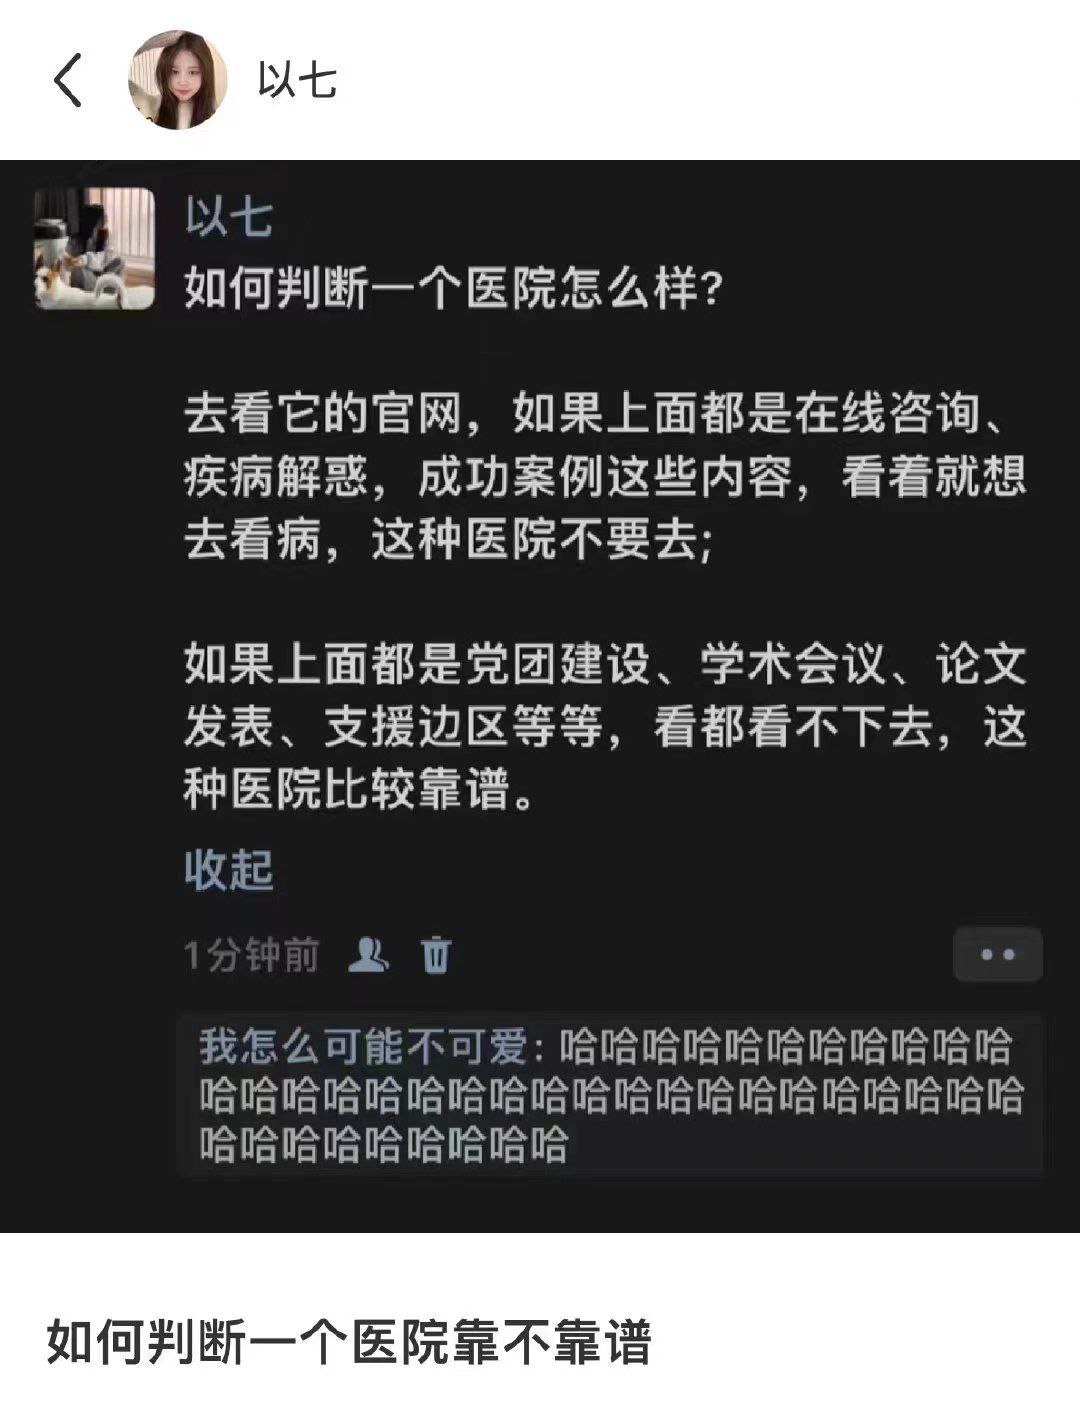 以七
以七
如何判断一个医院怎么样?
去看它的官网，如果上面都是在线咨询、
疾病解惑，成功案例这些内容，看着就想
去看病，这种医院不要去;
如果上面都是党团建设、学术会议、论文
发表、支援边区等等，看都看不下去，这
种医院比较靠谱。
收起
1分钟前
我怎么可能不可爱: 哈哈哈哈哈哈哈哈哈哈哈
哈哈哈哈哈哈哈哈哈哈哈哈哈哈哈哈哈哈哈哈
哈哈哈哈哈哈哈哈哈
如何判断一个医院靠不靠谱